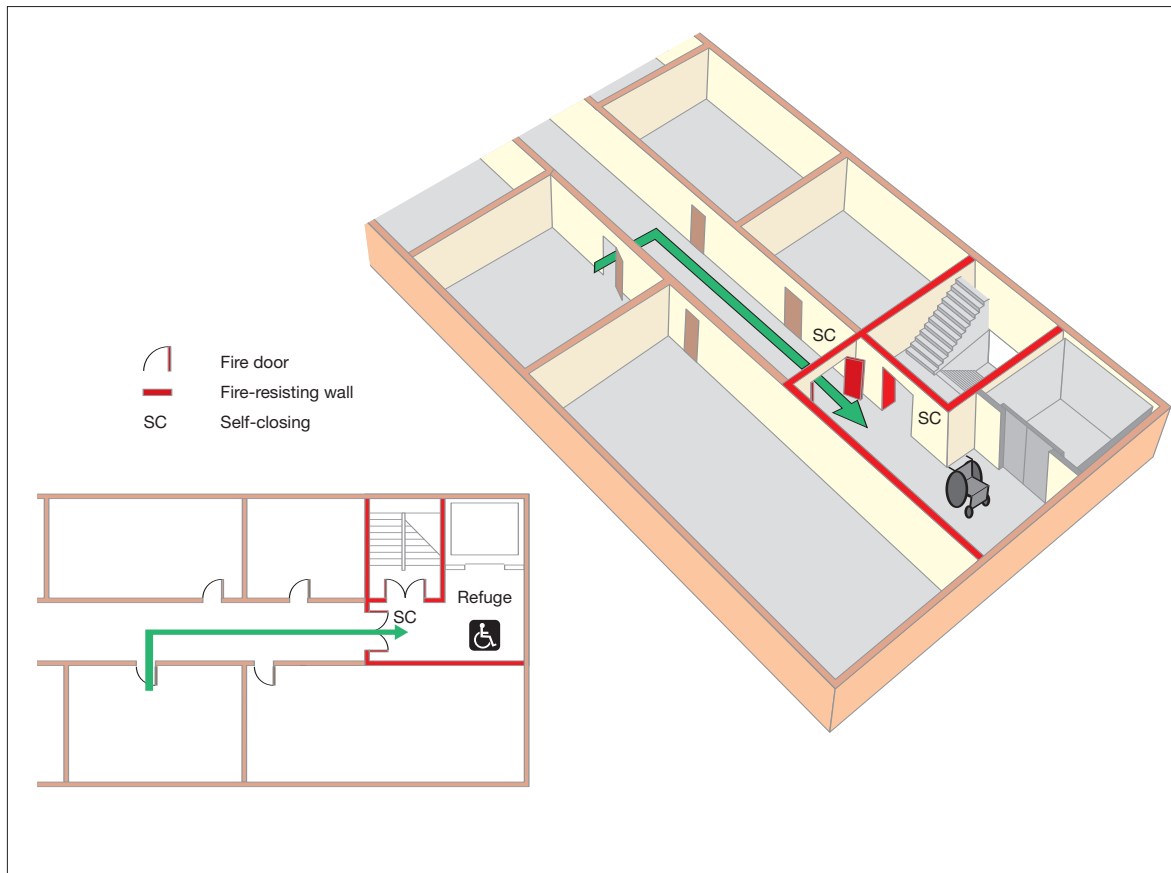 SC
SC
Fire door
Fire-resisting wall
SC
Self-closing
Refuge
SC